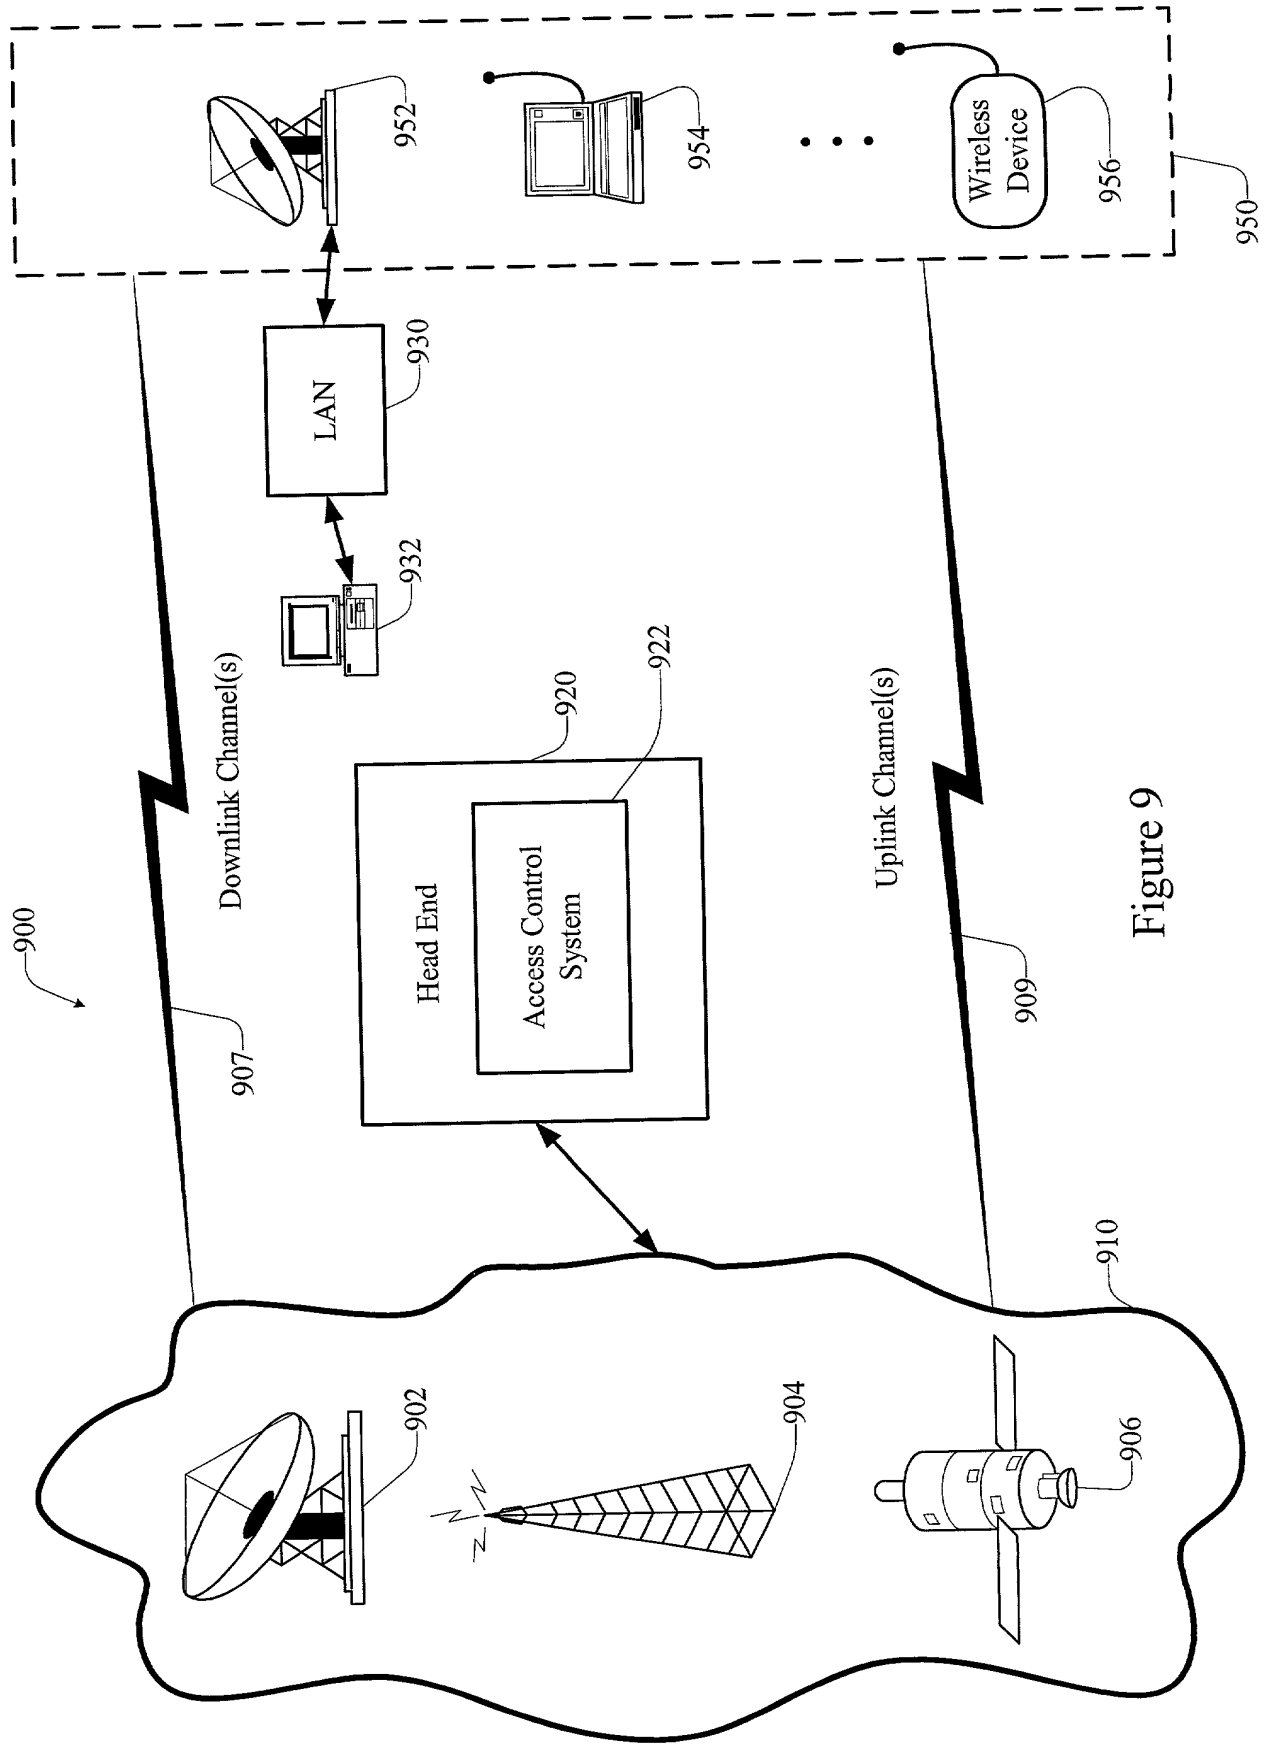 900
907
Downlink Channel(s)
902
904
906
910
Head End
Access Control
System
920
922
932
LAN
930
952
954
Wireless
Device
956
950
Uplink Channel(s)
909
Figure 9